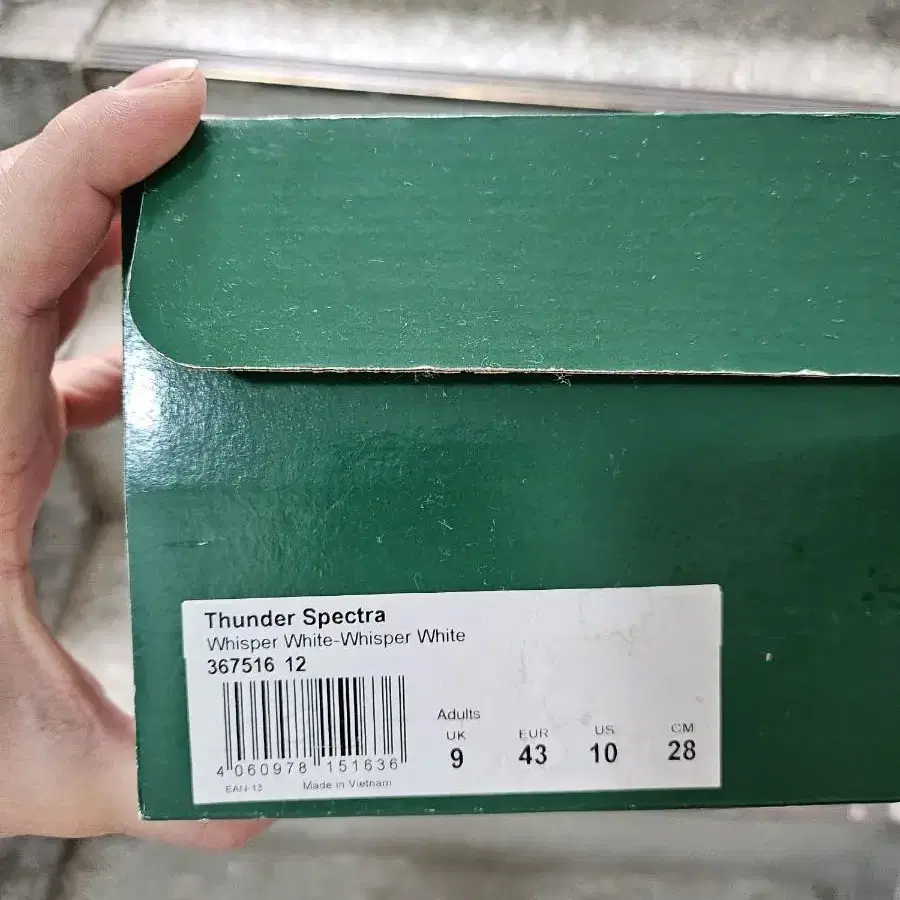 Thunder Spectra
Whisper White-Whisper White
367516 12
Adults
UK EUR US CM
9 43 10 28
4 060978 151636
EAN-13 Made in Vietnam